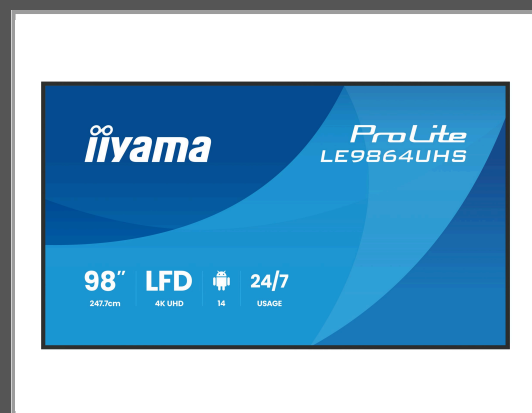 iiyama
ProLite
LE9864UHS
98″ LFD 24/7
247.7cm 4K UHD 14 USAGE